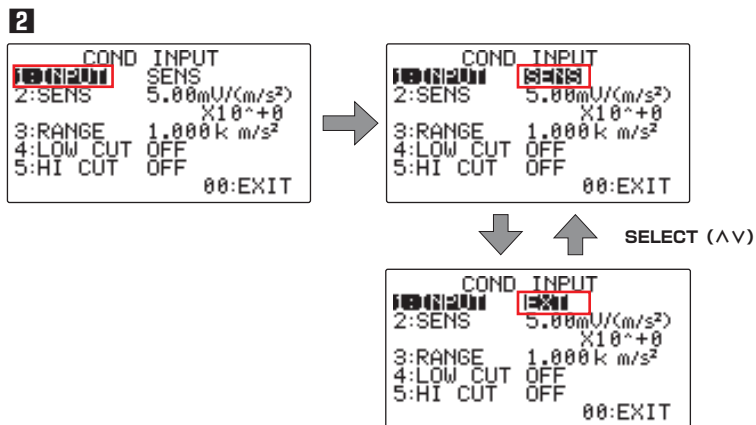 2
COND INPUT
1:INPUT SENS
2:SENS 5.00mV/(m/s²)
X10^+0
3:RANGE 1.000k m/s²
4:LOW CUT OFF
5:HI CUT OFF
00:EXIT
COND INPUT
1:INPUT SENS
2:SENS 5.00mV/(m/s²)
X10^+0
3:RANGE 1.000k m/s²
4:LOW CUT OFF
5:HI CUT OFF
00:EXIT
SELECT (∧∨)
COND INPUT
1:INPUT EXT
2:SENS 5.00mV/(m/s²)
X10^+0
3:RANGE 1.000k m/s²
4:LOW CUT OFF
5:HI CUT OFF
00:EXIT